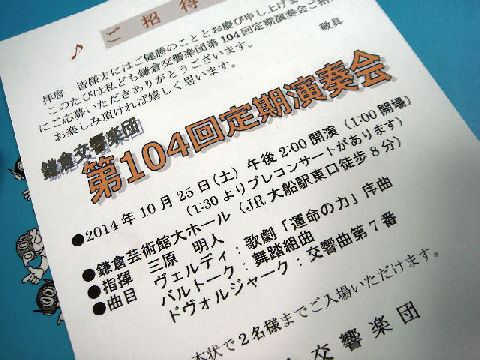 ♪ご招待
拝啓 皆様方にはご健勝のこととお慶び申し上げ
このたびは私ども鎌倉交響楽団第104回定期演奏会ご
にご応募いただきありがとうございます。
お楽しみ頂ければ嬉しく思います。
敬具
鎌倉交響楽団
第104回定期演奏会
●2014年10月25日(土) 午後2:00開演(1:00開場)
(1:30よりプレコンサートがあります)
●鎌倉芸術館大ホール(JR大船駅東口徒歩8分)
●指揮 三原 明人
●曲目 ヴェルディ:歌劇「運命の力」序曲
バルトーク:舞踏組曲
ドヴォルジャーク:交響曲第7番
状で2名様までご入場いただけます。
交響楽団